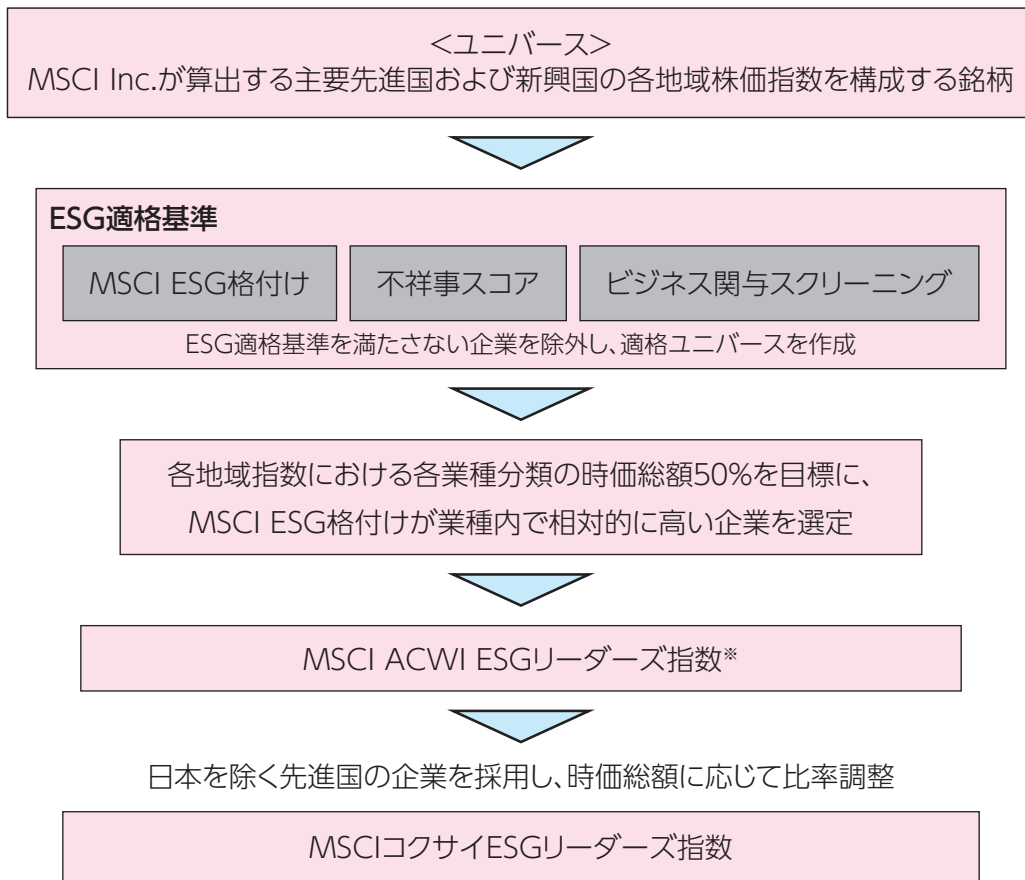 <ユニバース>
MSCI Inc.が算出する主要先進国および新興国の各地域株価指数を構成する銘柄
ESG適格基準
MSCI ESG格付け
不祥事スコア
ビジネス関与スクリーニング
ESG適格基準を満たさない企業を除外し、適格ユニバースを作成
各地域指数における各業種分類の時価総額50%を目標に、
MSCI ESG格付けが業種内で相対的に高い企業を選定
MSCI ACWI ESGリーダーズ指数※
日本を除く先進国の企業を採用し、時価総額に応じて比率調整
MSCIコクサイESGリーダーズ指数